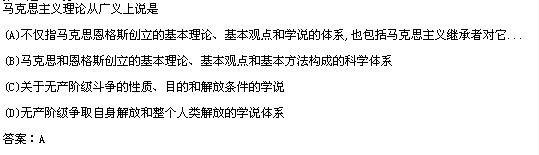 马克思主义理论从广义上说是
(A)不仅指马克思恩格斯创立的基本理论、基本观点和学说的体系,也包括马克思主义继承者对它...
(B)马克思和恩格斯创立的基本理论、基本观点和基本方法构成的科学体系
(C)关于无产阶级斗争的性质、目的和解放条件的学说
(D)无产阶级争取自身解放和整个人类解放的学说体系
答案：A